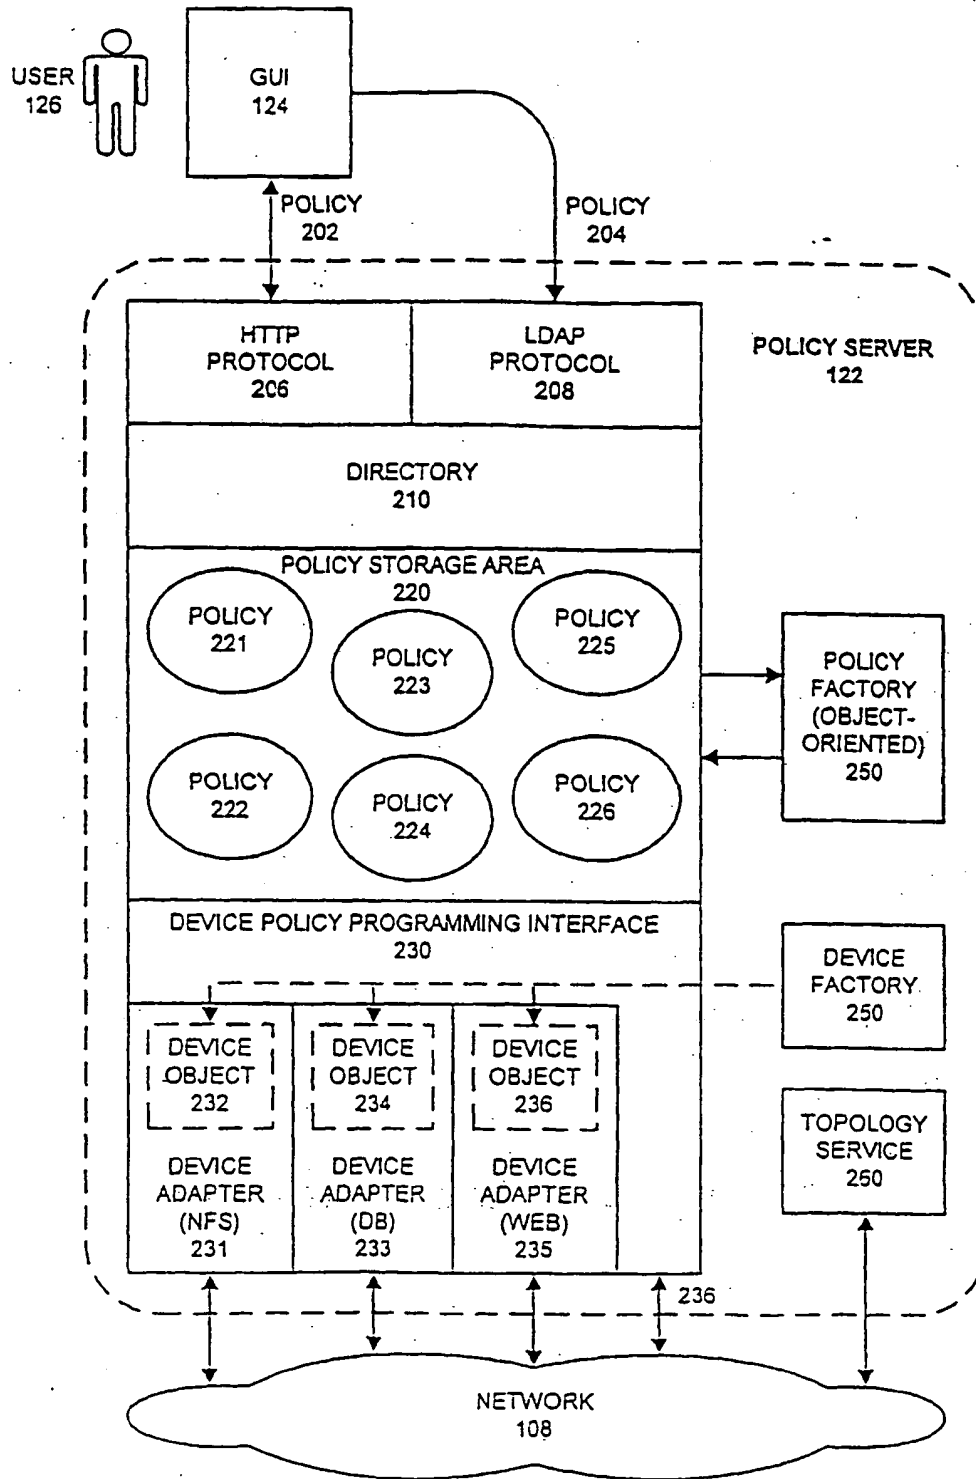 USER
126
GUI
124
POLICY
202
POLICY
204
HTTP
PROTOCOL
206
LDAP
PROTOCOL
208
POLICY SERVER
122
DIRECTORY
210
POLICY STORAGE AREA
220
POLICY
221
POLICY
223
POLICY
225
POLICY
222
POLICY
224
POLICY
226
POLICY
FACTORY
(OBJECT-
ORIENTED)
250
DEVICE POLICY PROGRAMMING INTERFACE
230
DEVICE
FACTORY
250
DEVICE
OBJECT
232
DEVICE
OBJECT
234
DEVICE
OBJECT
236
DEVICE
ADAPTER
(NFS)
231
DEVICE
ADAPTER
(DB)
233
DEVICE
ADAPTER
(WEB)
235
TOPOLOGY
SERVICE
260
236
NETWORK
108